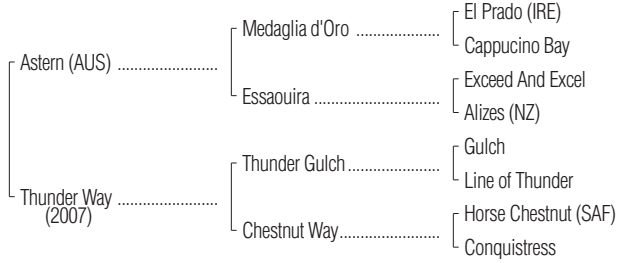 El Prado (IRE)
Medaglia d'Oro ....................
Cappucino Bay
Astern (AUS) ........................
Exceed And Excel
Essaouira ..............................
Alizes (NZ)
Gulch
Thunder Gulch ......................
Line of Thunder
Thunder Way ........................
(2007)
Horse Chestnut (SAF)
Chestnut Way ........................
Conquistress